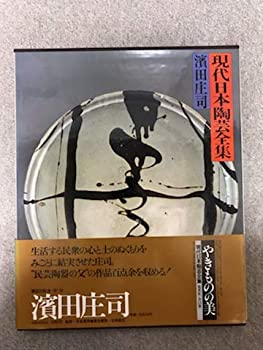 現代日本陶芸全集
濱田庄司
やきものの美
生活する民衆の心と土のぬくもりを
みごとに結実させた庄司。
“民芸陶器の父”の作品百点余を収める!
濱田庄司